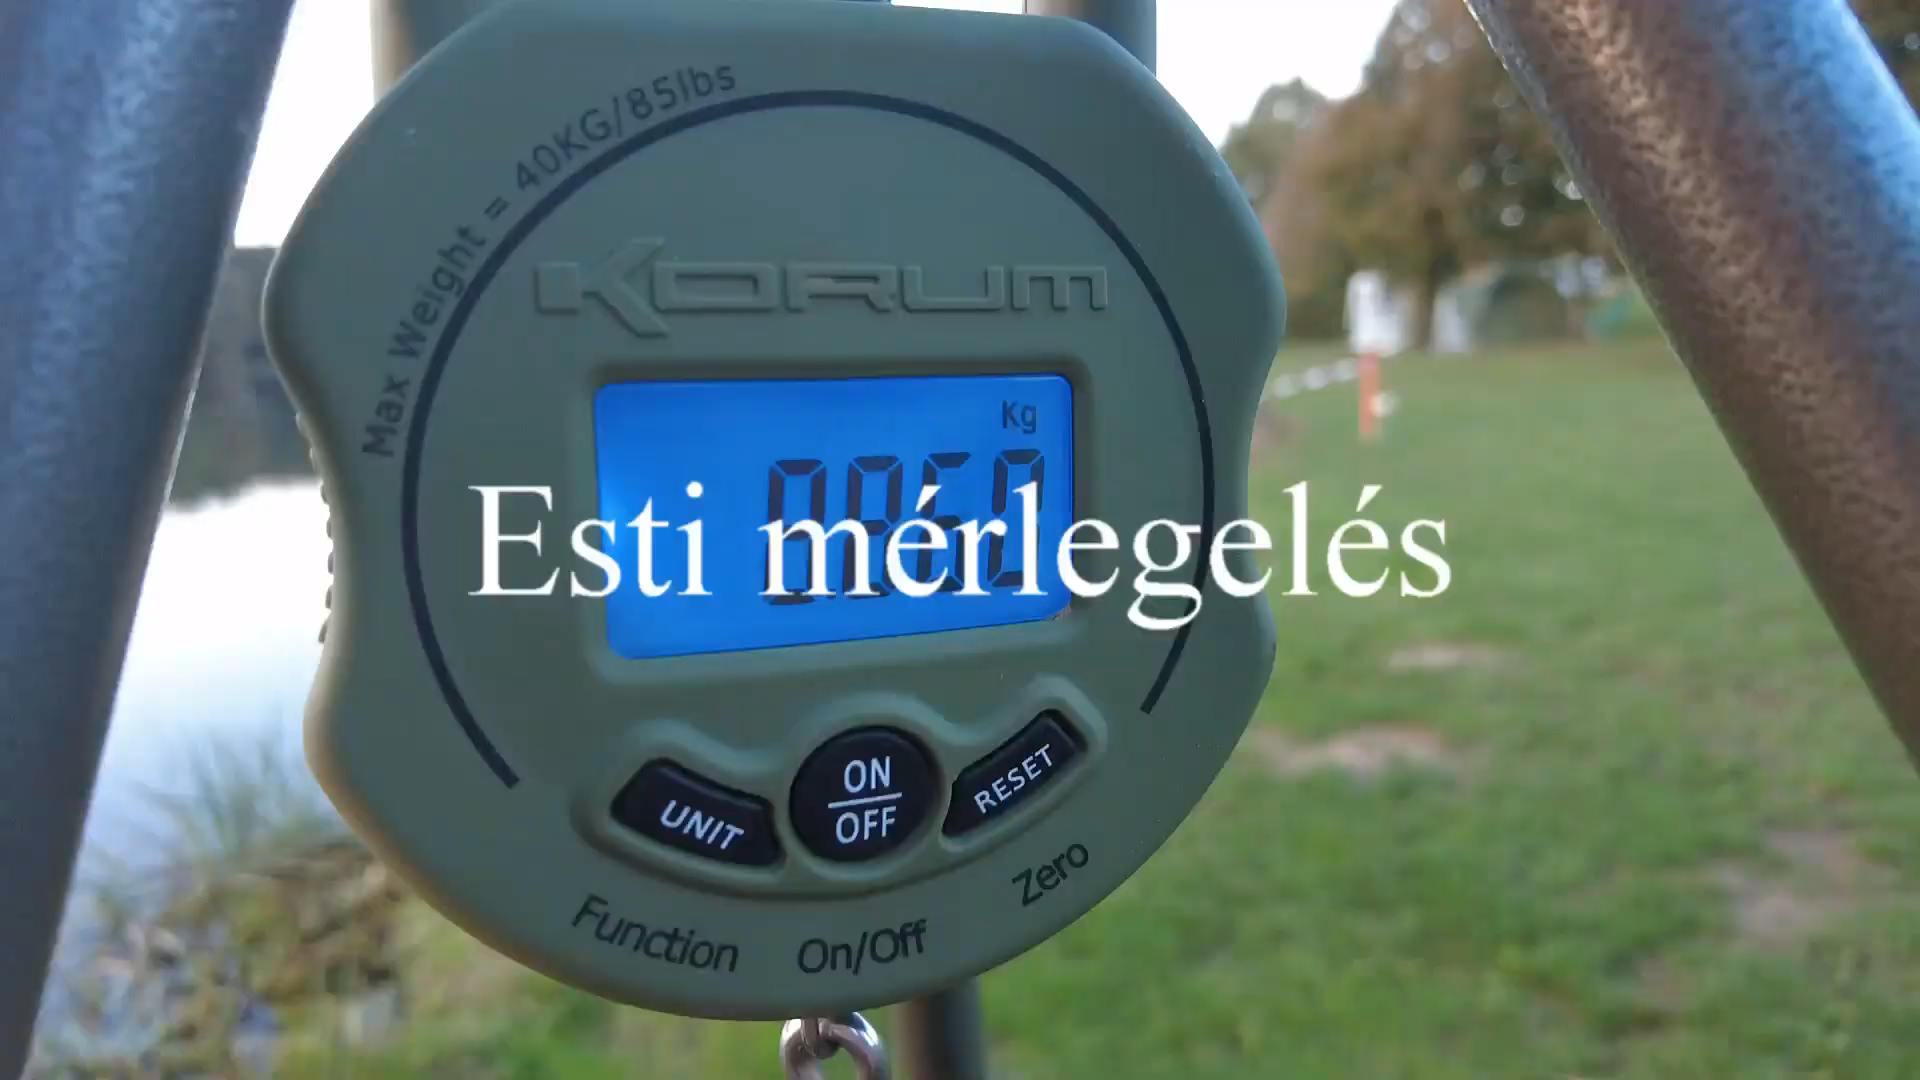 Max Weight = 40KG/85lbs
KORUM
Kg
Esti mérlegelés
UNIT
ON
OFF
RESET
Function
On/Off
Zero